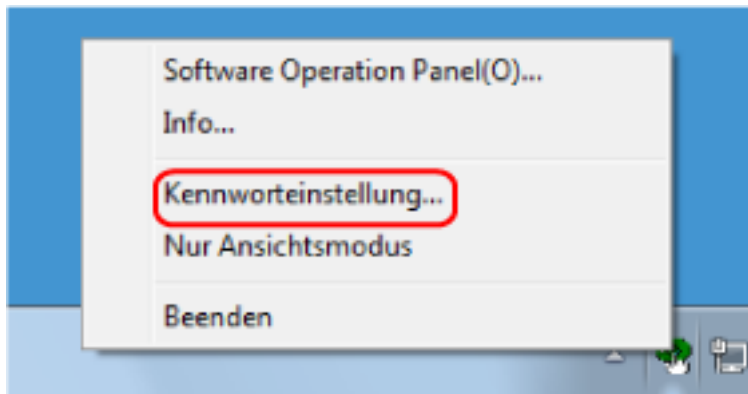 Software Operation Panel(O)...
Info...
Kennworteinstellung...
Nur Ansichtsmodus
Beenden